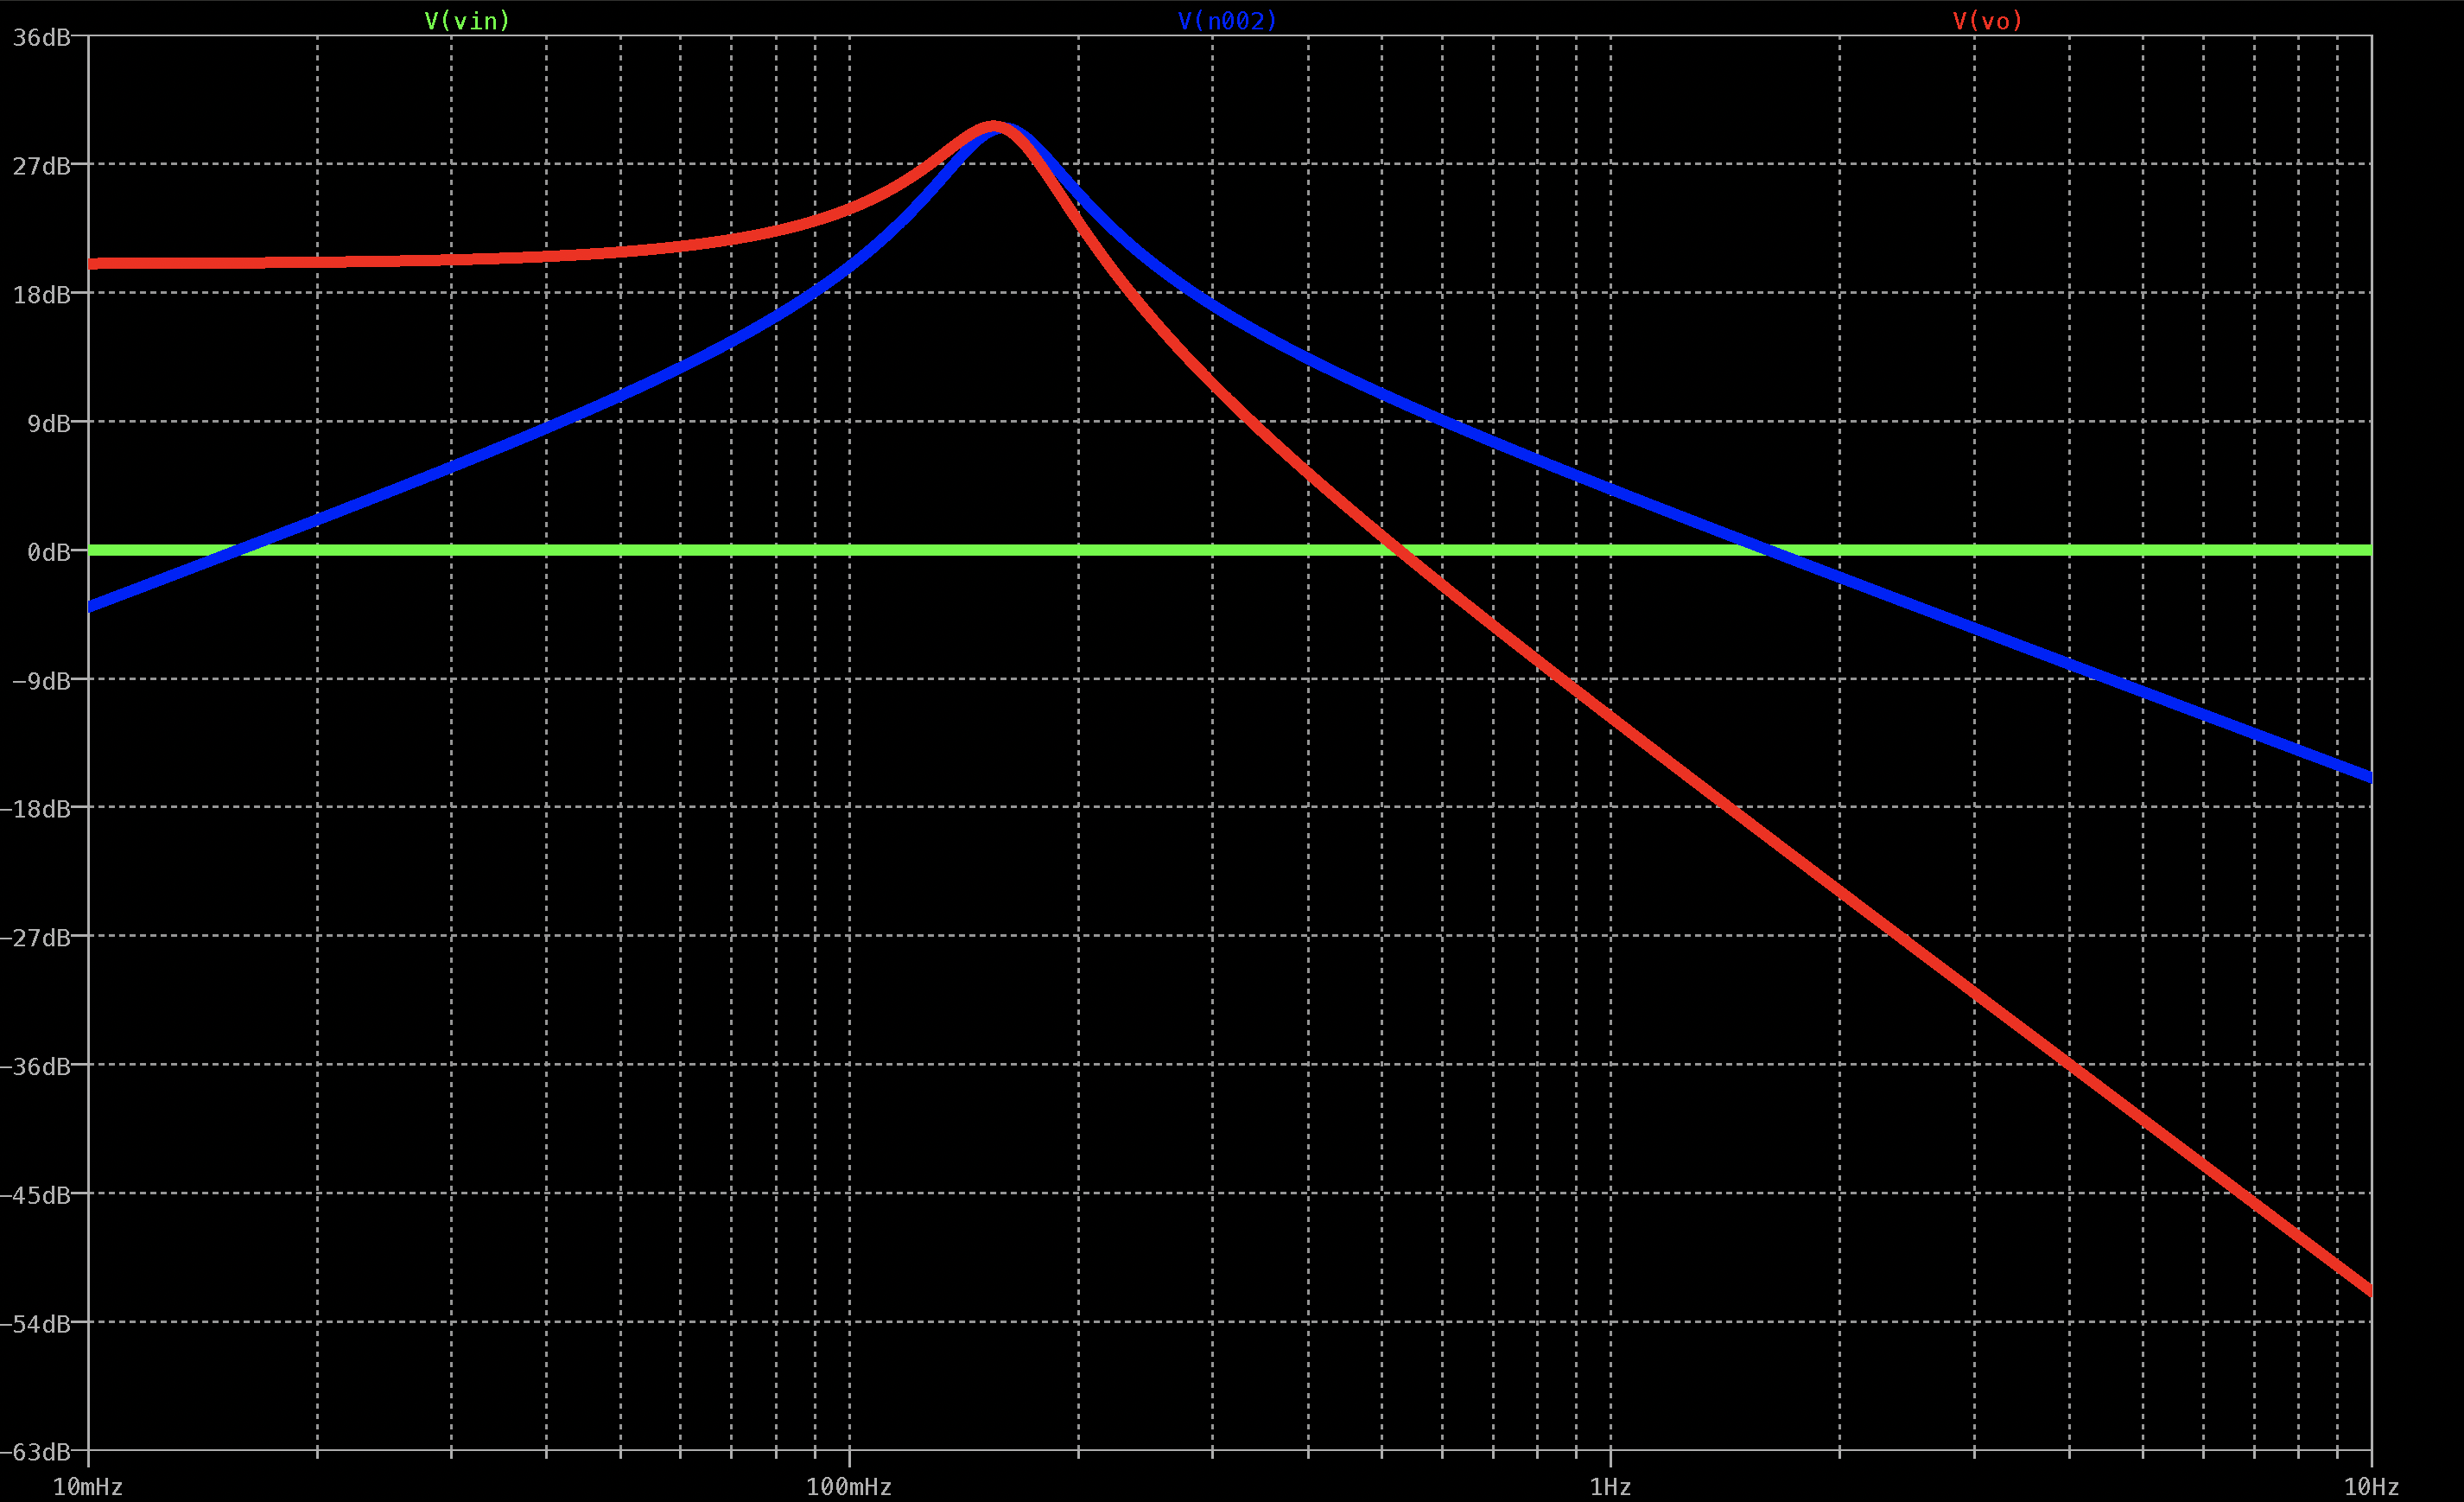 V(vin) V(n002) V(vo)
36dB
27dB
18dB
9dB
0dB
-9dB
-18dB
-27dB
-36dB
-45dB
-54dB
-63dB
10mHz 100mHz 1Hz 10Hz